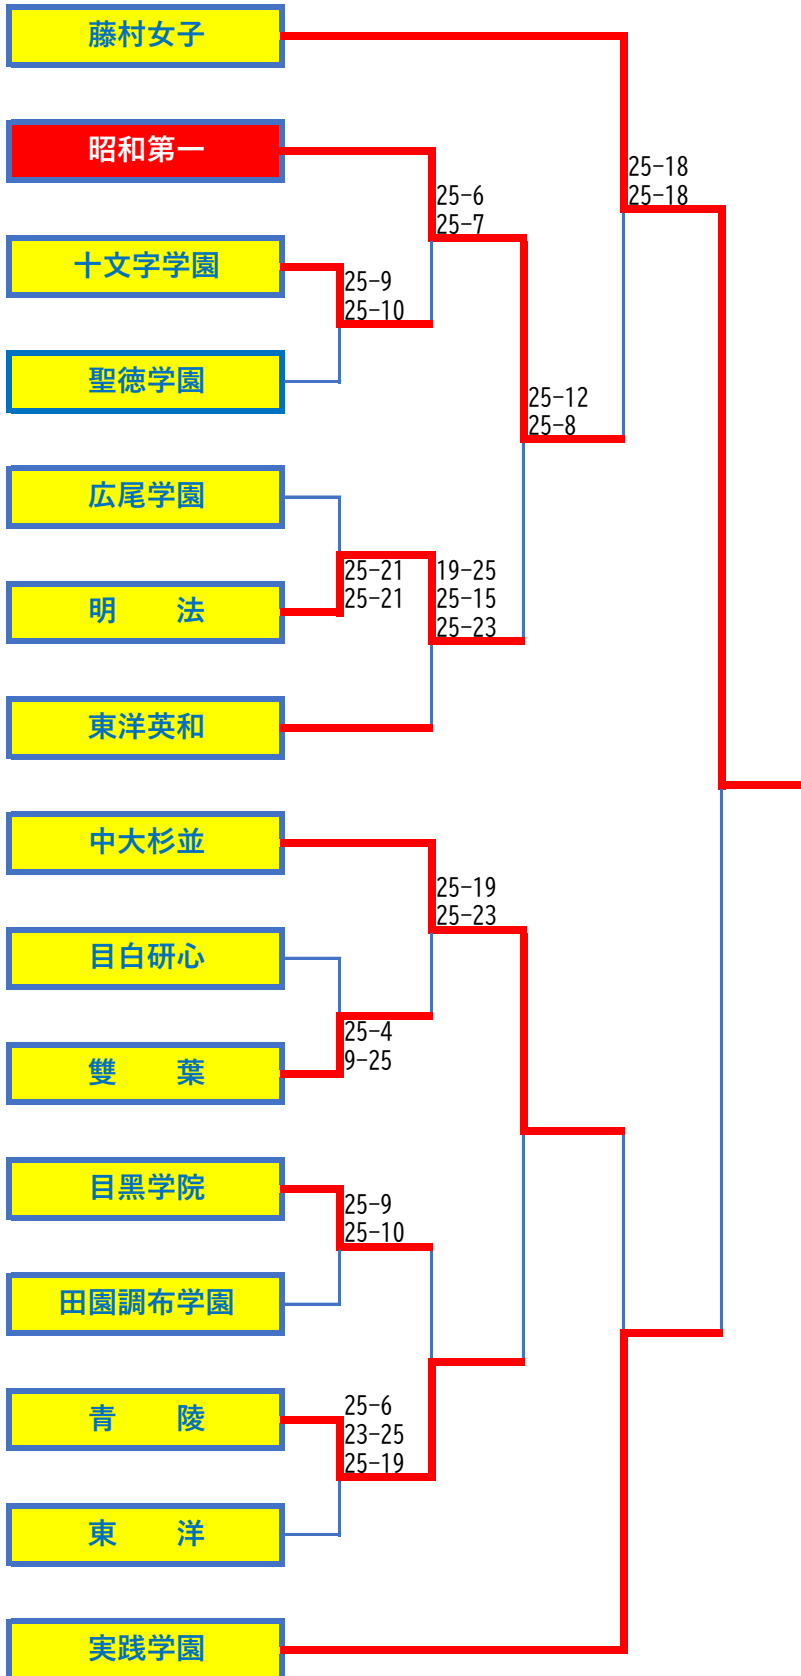 藤村女子
昭和第一
25-18
25-18
25-6
25-7
十文字学園
25-9
25-10
聖徳学園
25-12
25-8
広尾学園
25-21
25-21
19-25
25-15
25-23
明　　法
東洋英和
中大杉並
25-19
25-23
目白研心
25-4
9-25
雙　　葉
目黒学院
25-9
25-10
田園調布学園
青　　陵
25-6
23-25
25-19
東　　洋
実践学園